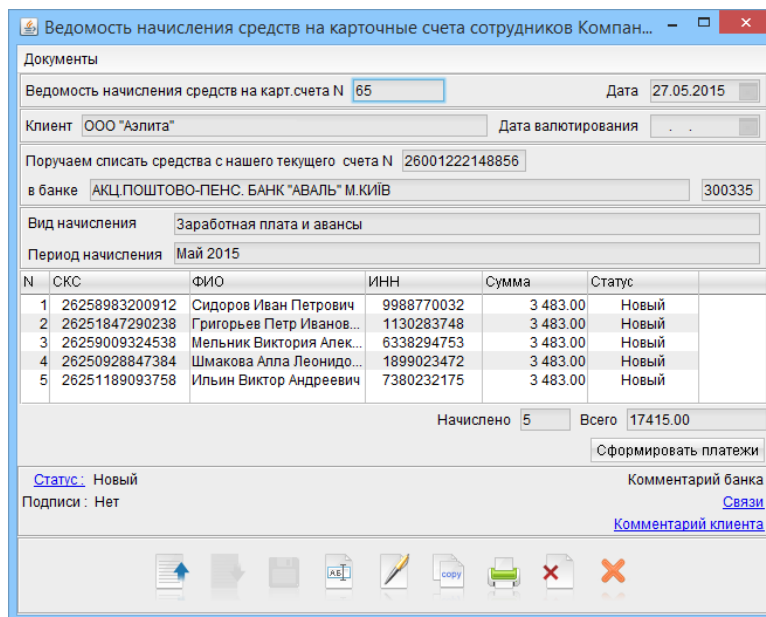 Ведомость начисления средств на карточные счета сотрудников Компан...
Документы
Ведомость начисления средств на карт.счета N 65 Дата 27.05.2015
Клиент ООО "Аэлита" Дата валютирования . .
Поручаем списать средства с нашего текущего счета N 26001222148856
в банке АКЦ.ПОШТОВО-ПЕНС. БАНК "АВАЛЬ" М.КИЇВ 300335
Вид начисления Заработная плата и авансы
Период начисления Май 2015
N СКС ФИО ИНН Сумма Статус
1 26258983200912 Сидоров Иван Петрович 9988770032 3 483.00 Новый
2 26251847290238 Григорьев Петр Иванов... 1130283748 3 483.00 Новый
3 26259009324538 Мельник Виктория Алек... 6338294753 3 483.00 Новый
4 26250928847384 Шмакова Алла Леонидо... 1899023472 3 483.00 Новый
5 26251189093758 Ильин Виктор Андреевич 7380232175 3 483.00 Новый
Начислено 5 Всего 17415.00
Сформировать платежи
Статус : Новый Комментарий банка
Подписи : Нет Связи
Комментарий клиента
АБ copy